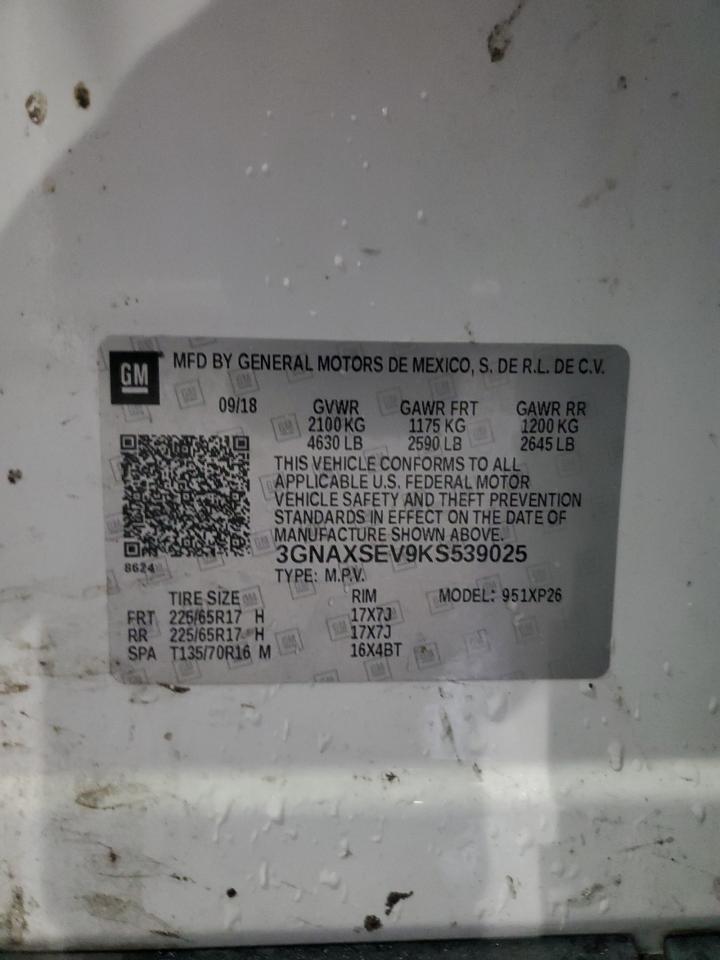 GM
MFD BY GENERAL MOTORS DE MEXICO, S. DE R.L. DE C.V.
09/18 GVWR GAWR FRT GAWR RR
2100 KG 1175 KG 1200 KG
4630 LB 2590 LB 2645 LB
THIS VEHICLE CONFORMS TO ALL
APPLICABLE U.S. FEDERAL MOTOR
VEHICLE SAFETY AND THEFT PREVENTION
STANDARDS IN EFFECT ON THE DATE OF
MANUFACTURE SHOWN ABOVE.
3GNAXSEV9KS539025
8624
TYPE: M.P.V.
TIRE SIZE RIM MODEL: 951XP26
FRT 225/65R17 H 17X7J
RR 225/65R17 H 17X7J
SPA T135/70R16 M 16X4BT